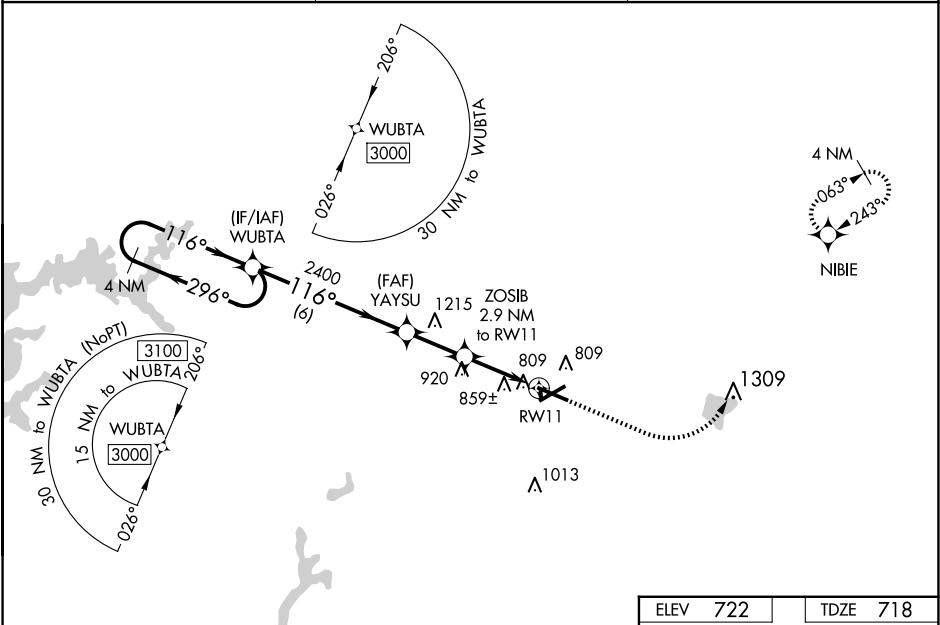 206°
WUBTA
3000
026°
30 NM to WUBTA
4 NM
063°
243°
NIBIE
(IF/IAF)
WUBTA
116°
4 NM
296°
2400
116°
(6)
(FAF)
YAYSU
1215
ZOSIB
2.9 NM
to RW11
809
809
920
859±
RW11
1309
1013
30 NM to WUBTA (NoPT)
3100
206°
15 NM to WUBTA
WUBTA
3000
026°
ELEV 722
TDZE 718